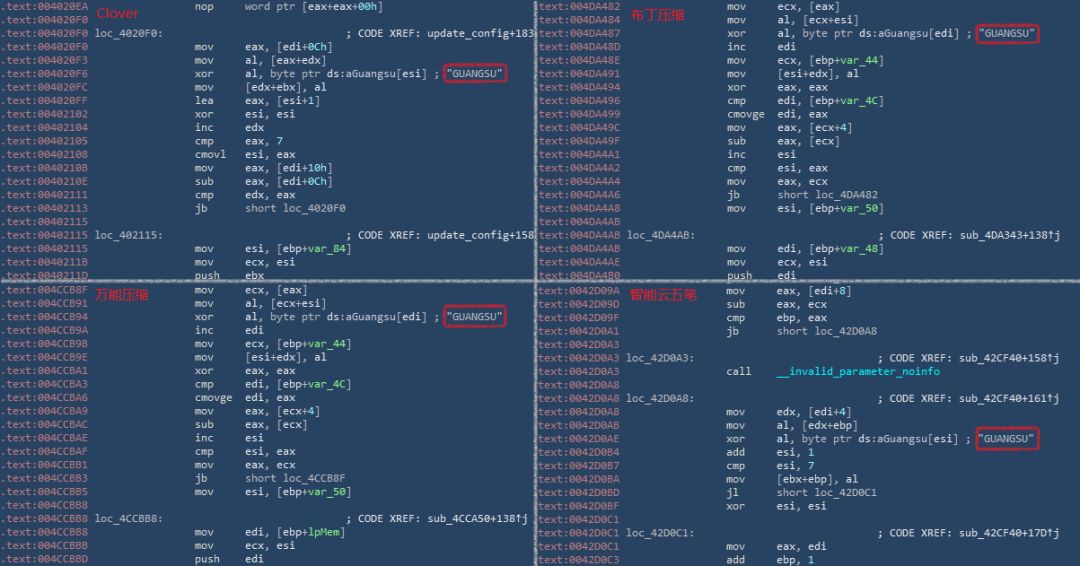 .text:004020EA nop word ptr [eax+eax+00h]
Clover
.text:004020F0
.text:004020F0 loc_4020F0: ; CODE XREF: update_config+183
.text:004020F0 mov eax, [edi+0Ch]
.text:004020F3 mov al, [eax+edx]
.text:004020F6 xor al, byte ptr ds:aGuangsu[esi] ; "GUANGSU"
.text:004020FC mov [edx+ebx], al
.text:004020FF lea eax, [esi+1]
.text:00402102 xor esi, esi
.text:00402104 inc edx
.text:00402105 cmp eax, 7
.text:00402108 cmovl esi, eax
.text:0040210B mov eax, [edi+10h]
.text:0040210E sub eax, [edi+0Ch]
.text:00402111 cmp edx, eax
.text:00402113 jb short loc_4020F0
.text:00402115
.text:00402115 loc_402115: ; CODE XREF: update_config+158
.text:00402115 mov esi, [ebp+var_84]
.text:0040211B mov ecx, esi
.text:0040211D push ebx
.text:004DA482 mov ecx, [eax]
布丁压缩
.text:004DA484 mov al, [ecx+esi]
.text:004DA487 xor al, byte ptr ds:aGuangsu[edi] ; "GUANGSU"
.text:004DA48D inc edi
.text:004DA48E mov ecx, [ebp+var_44]
.text:004DA491 mov [esi+edx], al
.text:004DA494 xor eax, eax
.text:004DA496 cmp edi, [ebp+var_4C]
.text:004DA499 cmovge edi, eax
.text:004DA49C mov eax, [ecx+4]
.text:004DA49F sub eax, [ecx]
.text:004DA4A1 inc esi
.text:004DA4A2 cmp esi, eax
.text:004DA4A4 mov eax, ecx
.text:004DA4A6 jb short loc_4DA482
.text:004DA4A8 mov esi, [ebp+var_50]
.text:004DA4AB
.text:004DA4AB loc_4DA4AB: ; CODE XREF: sub_4DA343+138↑j
.text:004DA4AB mov edi, [ebp+var_48]
.text:004DA4AE mov ecx, esi
.text:004DA4B0 push edi
.text:004CCB8F mov ecx, [eax]
万能压缩
.text:004CCB91 mov al, [ecx+esi]
.text:004CCB94 xor al, byte ptr ds:aGuangsu[edi] ; "GUANGSU"
.text:004CCB9A inc edi
.text:004CCB9B mov ecx, [ebp+var_44]
.text:004CCB9E mov [esi+edx], al
.text:004CCBA1 xor eax, eax
.text:004CCBA3 cmp edi, [ebp+var_4C]
.text:004CCBA6 cmovge edi, eax
.text:004CCBA9 mov eax, [ecx+4]
.text:004CCBAC sub eax, [ecx]
.text:004CCBAE inc esi
.text:004CCBAF cmp esi, eax
.text:004CCBB1 mov eax, ecx
.text:004CCBB3 jb short loc_4CCB8F
.text:004CCBB5 mov esi, [ebp+var_50]
.text:004CCBB8
.text:004CCBB8 loc_4CCBB8: ; CODE XREF: sub_4CCA50+138↑j
.text:004CCBB8 mov edi, [ebp+lpMem]
.text:004CCBBB mov ecx, esi
.text:004CCBBD push edi
.text:0042D09A mov eax, [edi+8]
智能云五笔
.text:0042D09D sub eax, ecx
.text:0042D09F cmp ebp, eax
.text:0042D0A1 jb short loc_42D0A8
.text:0042D0A3
.text:0042D0A3 loc_42D0A3: ; CODE XREF: sub_42CF40+158↑j
.text:0042D0A3 call __invalid_parameter_noinfo
.text:0042D0A8
.text:0042D0A8 loc_42D0A8: ; CODE XREF: sub_42CF40+161↑j
.text:0042D0A8 mov edx, [edi+4]
.text:0042D0AB mov al, [edx+ebp]
.text:0042D0AE xor al, byte ptr ds:aGuangsu[esi] ; "GUANGSU"
.text:0042D0B4 add esi, 1
.text:0042D0B7 cmp esi, 7
.text:0042D0BA mov [ebx+ebp], al
.text:0042D0BD jl short loc_42D0C1
.text:0042D0BF xor esi, esi
.text:0042D0C1
.text:0042D0C1 loc_42D0C1: ; CODE XREF: sub_42CF40+17D↑j
.text:0042D0C1 mov eax, edi
.text:0042D0C3 add ebp, 1